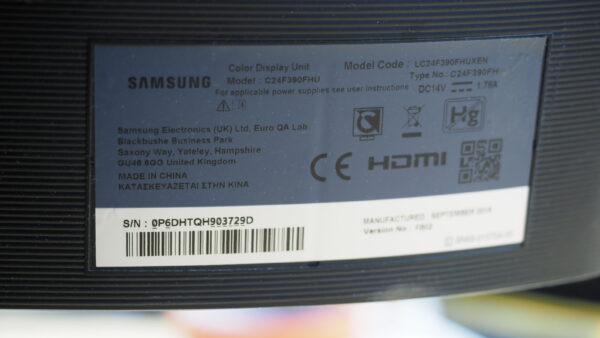 SAMSUNG
Color Display Unit
Model : C24F390FHU
For applicable power supplies see user instructions
Model Code : LC24F390FHUXEN
Type No : C24F390FH
DC14V 1.79A
Hg
Samsung Electronics (UK) Ltd, Euro QA Lab
Blackbushe Business Park
Saxony Way, Yateley, Hampshire
GU46 6GG United Kingdom
MADE IN CHINA
ΚΑΤΑΣΚΕΥΑΖΕΤΑΙ ΣΤΗΝ ΚΙΝΑ
CE HDMI
S/N : 0P6DHTQH903729D
MANUFACTURED : SEPTEMBER
Version No : FB02